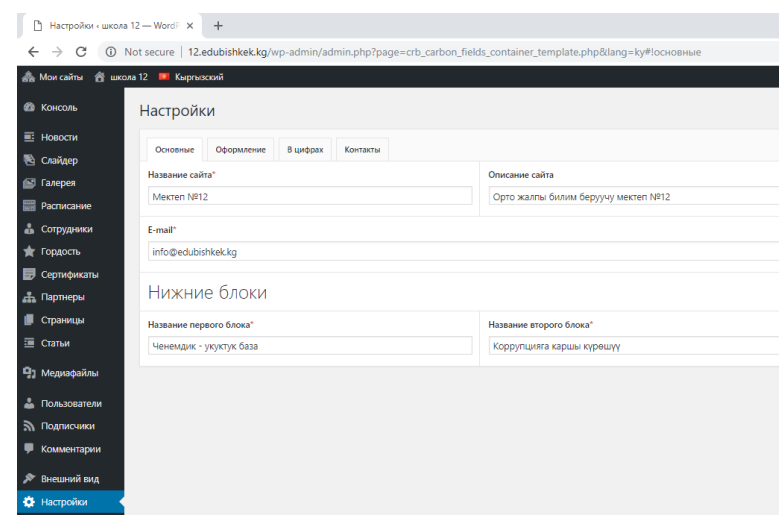 Настройки ‹ школа 12 — WordP
Not secure | 12.edubishkek.kg/wp-admin/admin.php?page=crb_carbon_fields_container_template.php&lang=ky#!основные
Мои сайты школа 12 Кыргызский
Консоль
Новости
Слайдер
Галерея
Расписание
Сотрудники
Гордость
Сертификаты
Партнеры
Страницы
Статьи
Медиафайлы
Пользователи
Подписчики
Комментарии
Внешний вид
Настройки
Настройки
Основные Оформление В цифрах Контакты
Название сайта* Описание сайта
Мектеп №12 Орто жалпы билим беруучу мектеп №12
E-mail*
info@edubishkek.kg
Нижние блоки
Название первого блока* Название второго блока*
Ченемдик - укуктук база Коррупцияга каршы күрөшүү